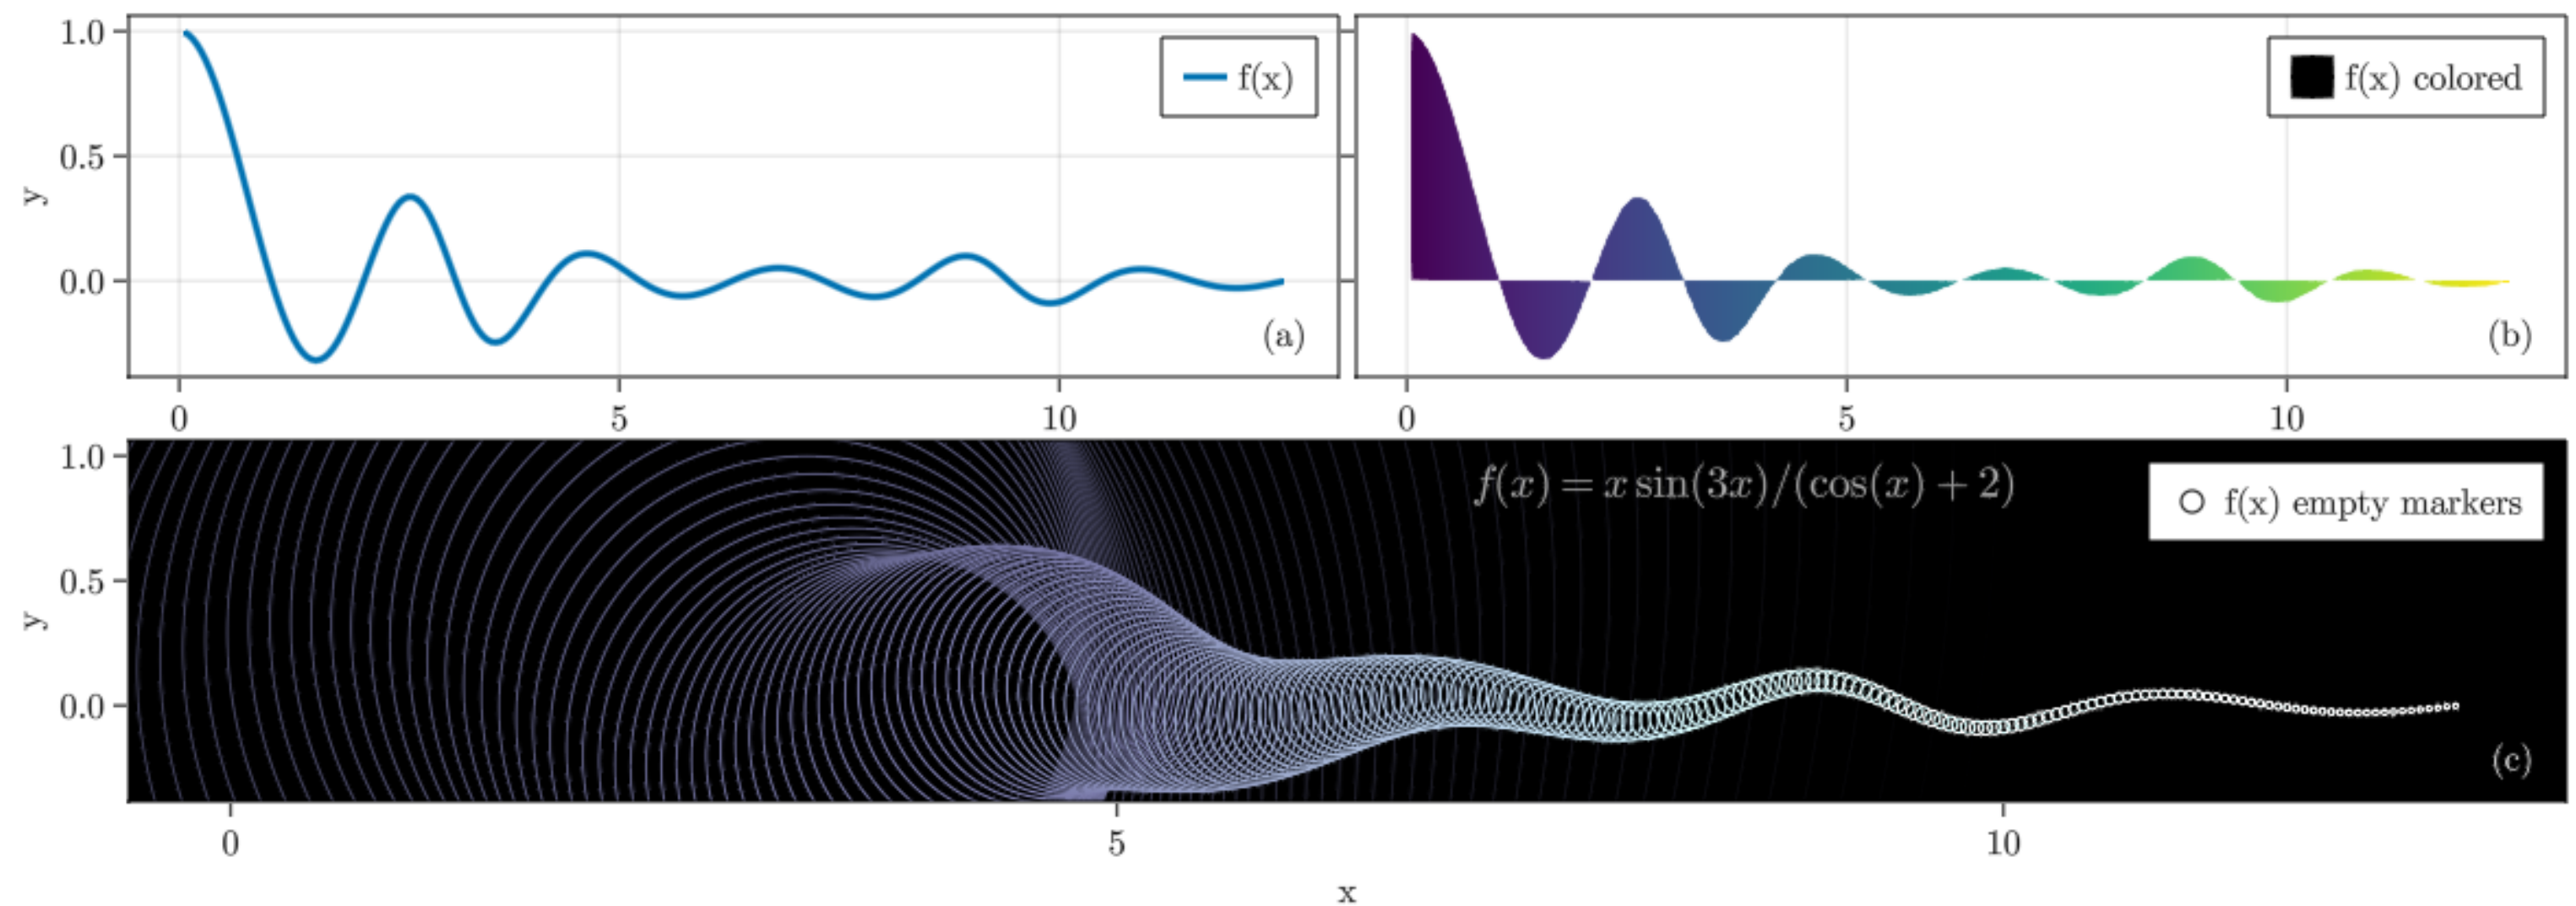 y
1.0
0.5
0.0
f(x)
(a)
0 5 10
f(x) colored
(b)
0 5 10
y
1.0
0.5
0.0
f(x) = x sin(3x)/(cos(x) + 2)
f(x) empty markers
(c)
0 5 10
x